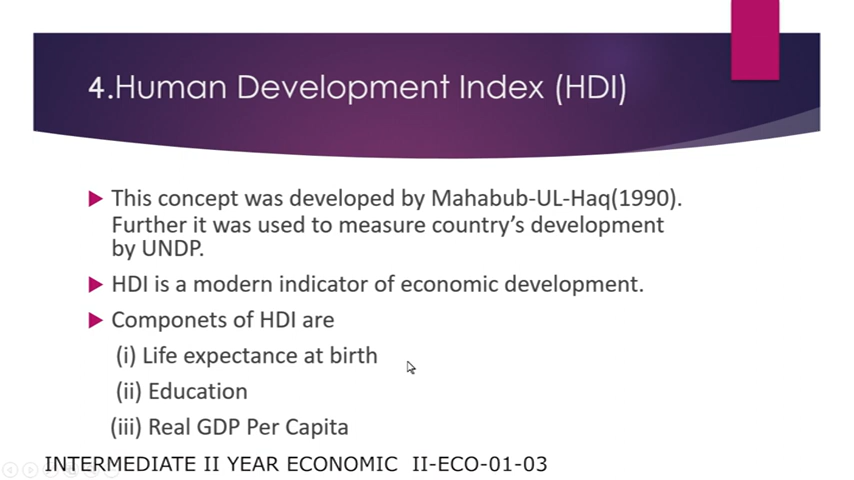 4.Human Development Index (HDI)
This concept was developed by Mahabub-UL-Haq(1990).
Further it was used to measure country's development
by UNDP.
HDI is a modern indicator of economic development.
Componets of HDI are
(i) Life expectance at birth
(ii) Education
(iii) Real GDP Per Capita
INTERMEDIATE II YEAR ECONOMIC II-ECO-01-03